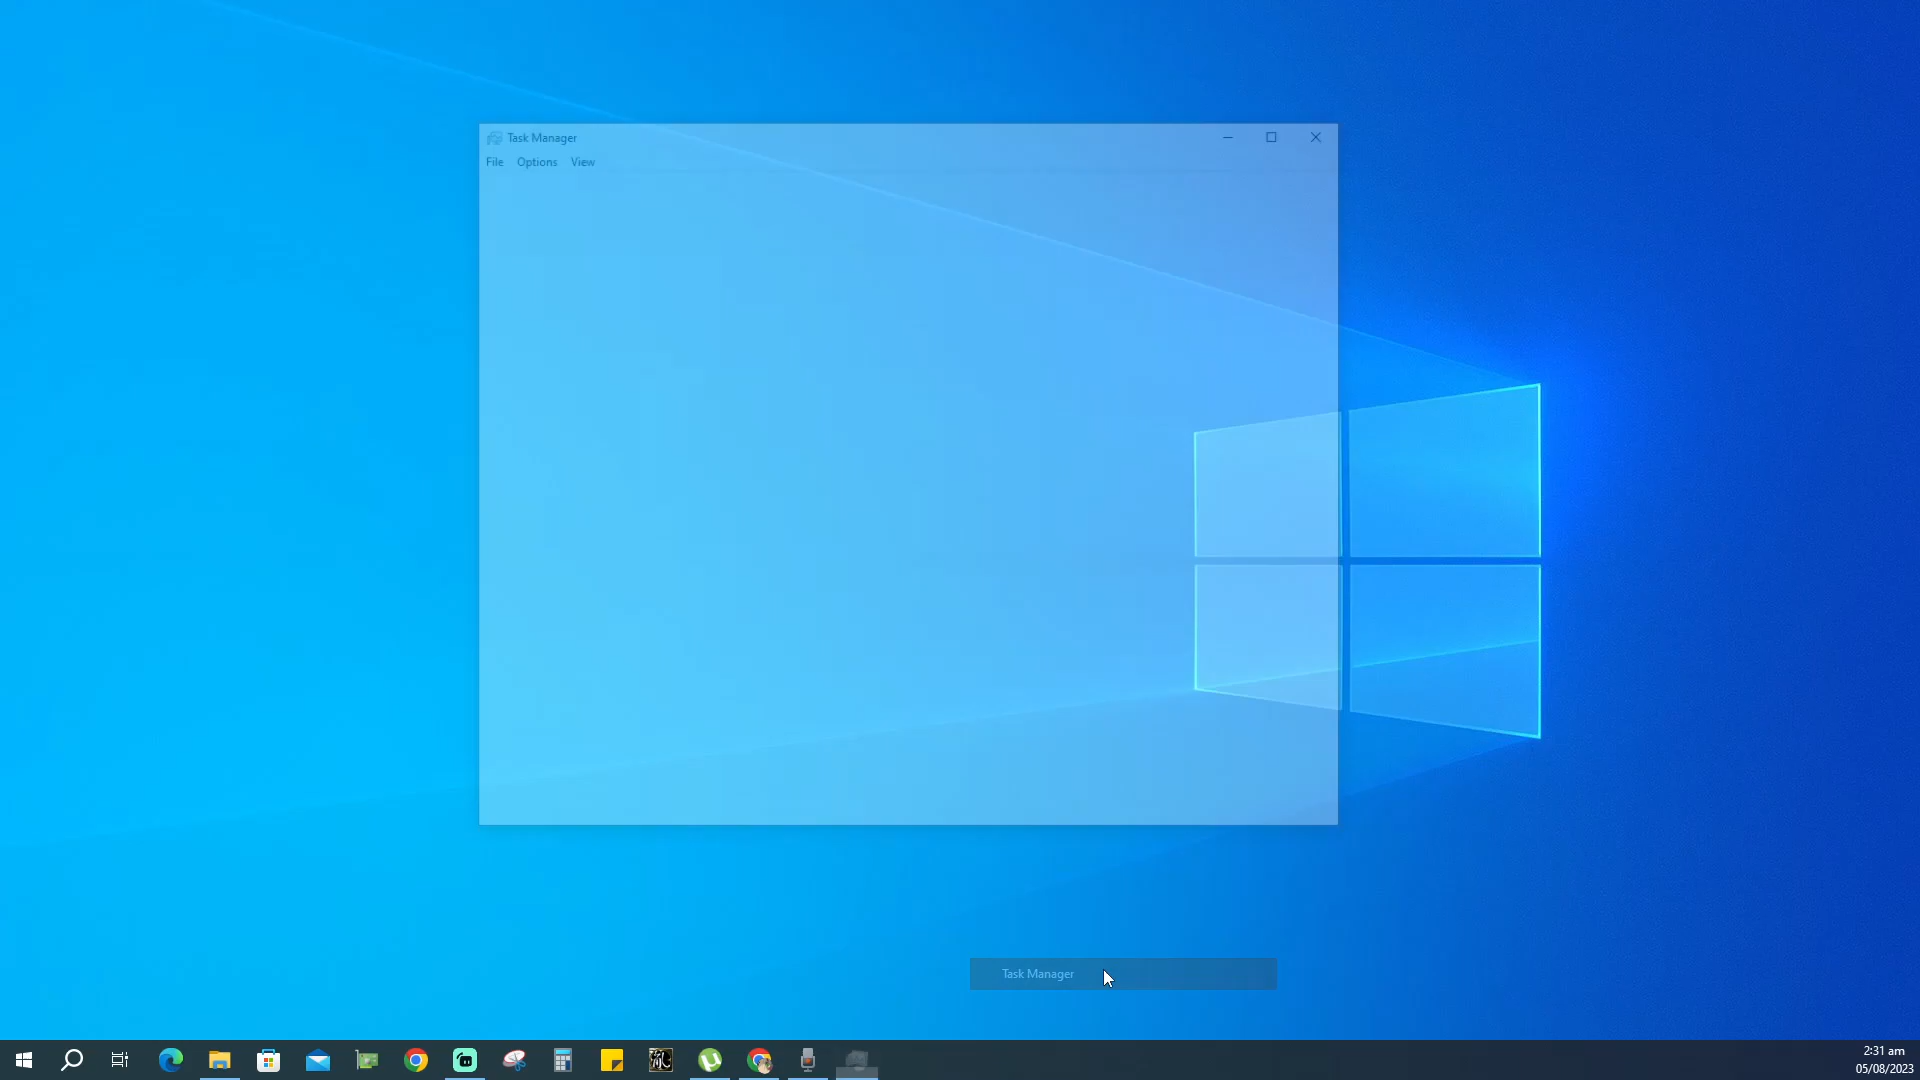 Task Manager
File Options View
Task Manager
2:31 am
05/08/2023